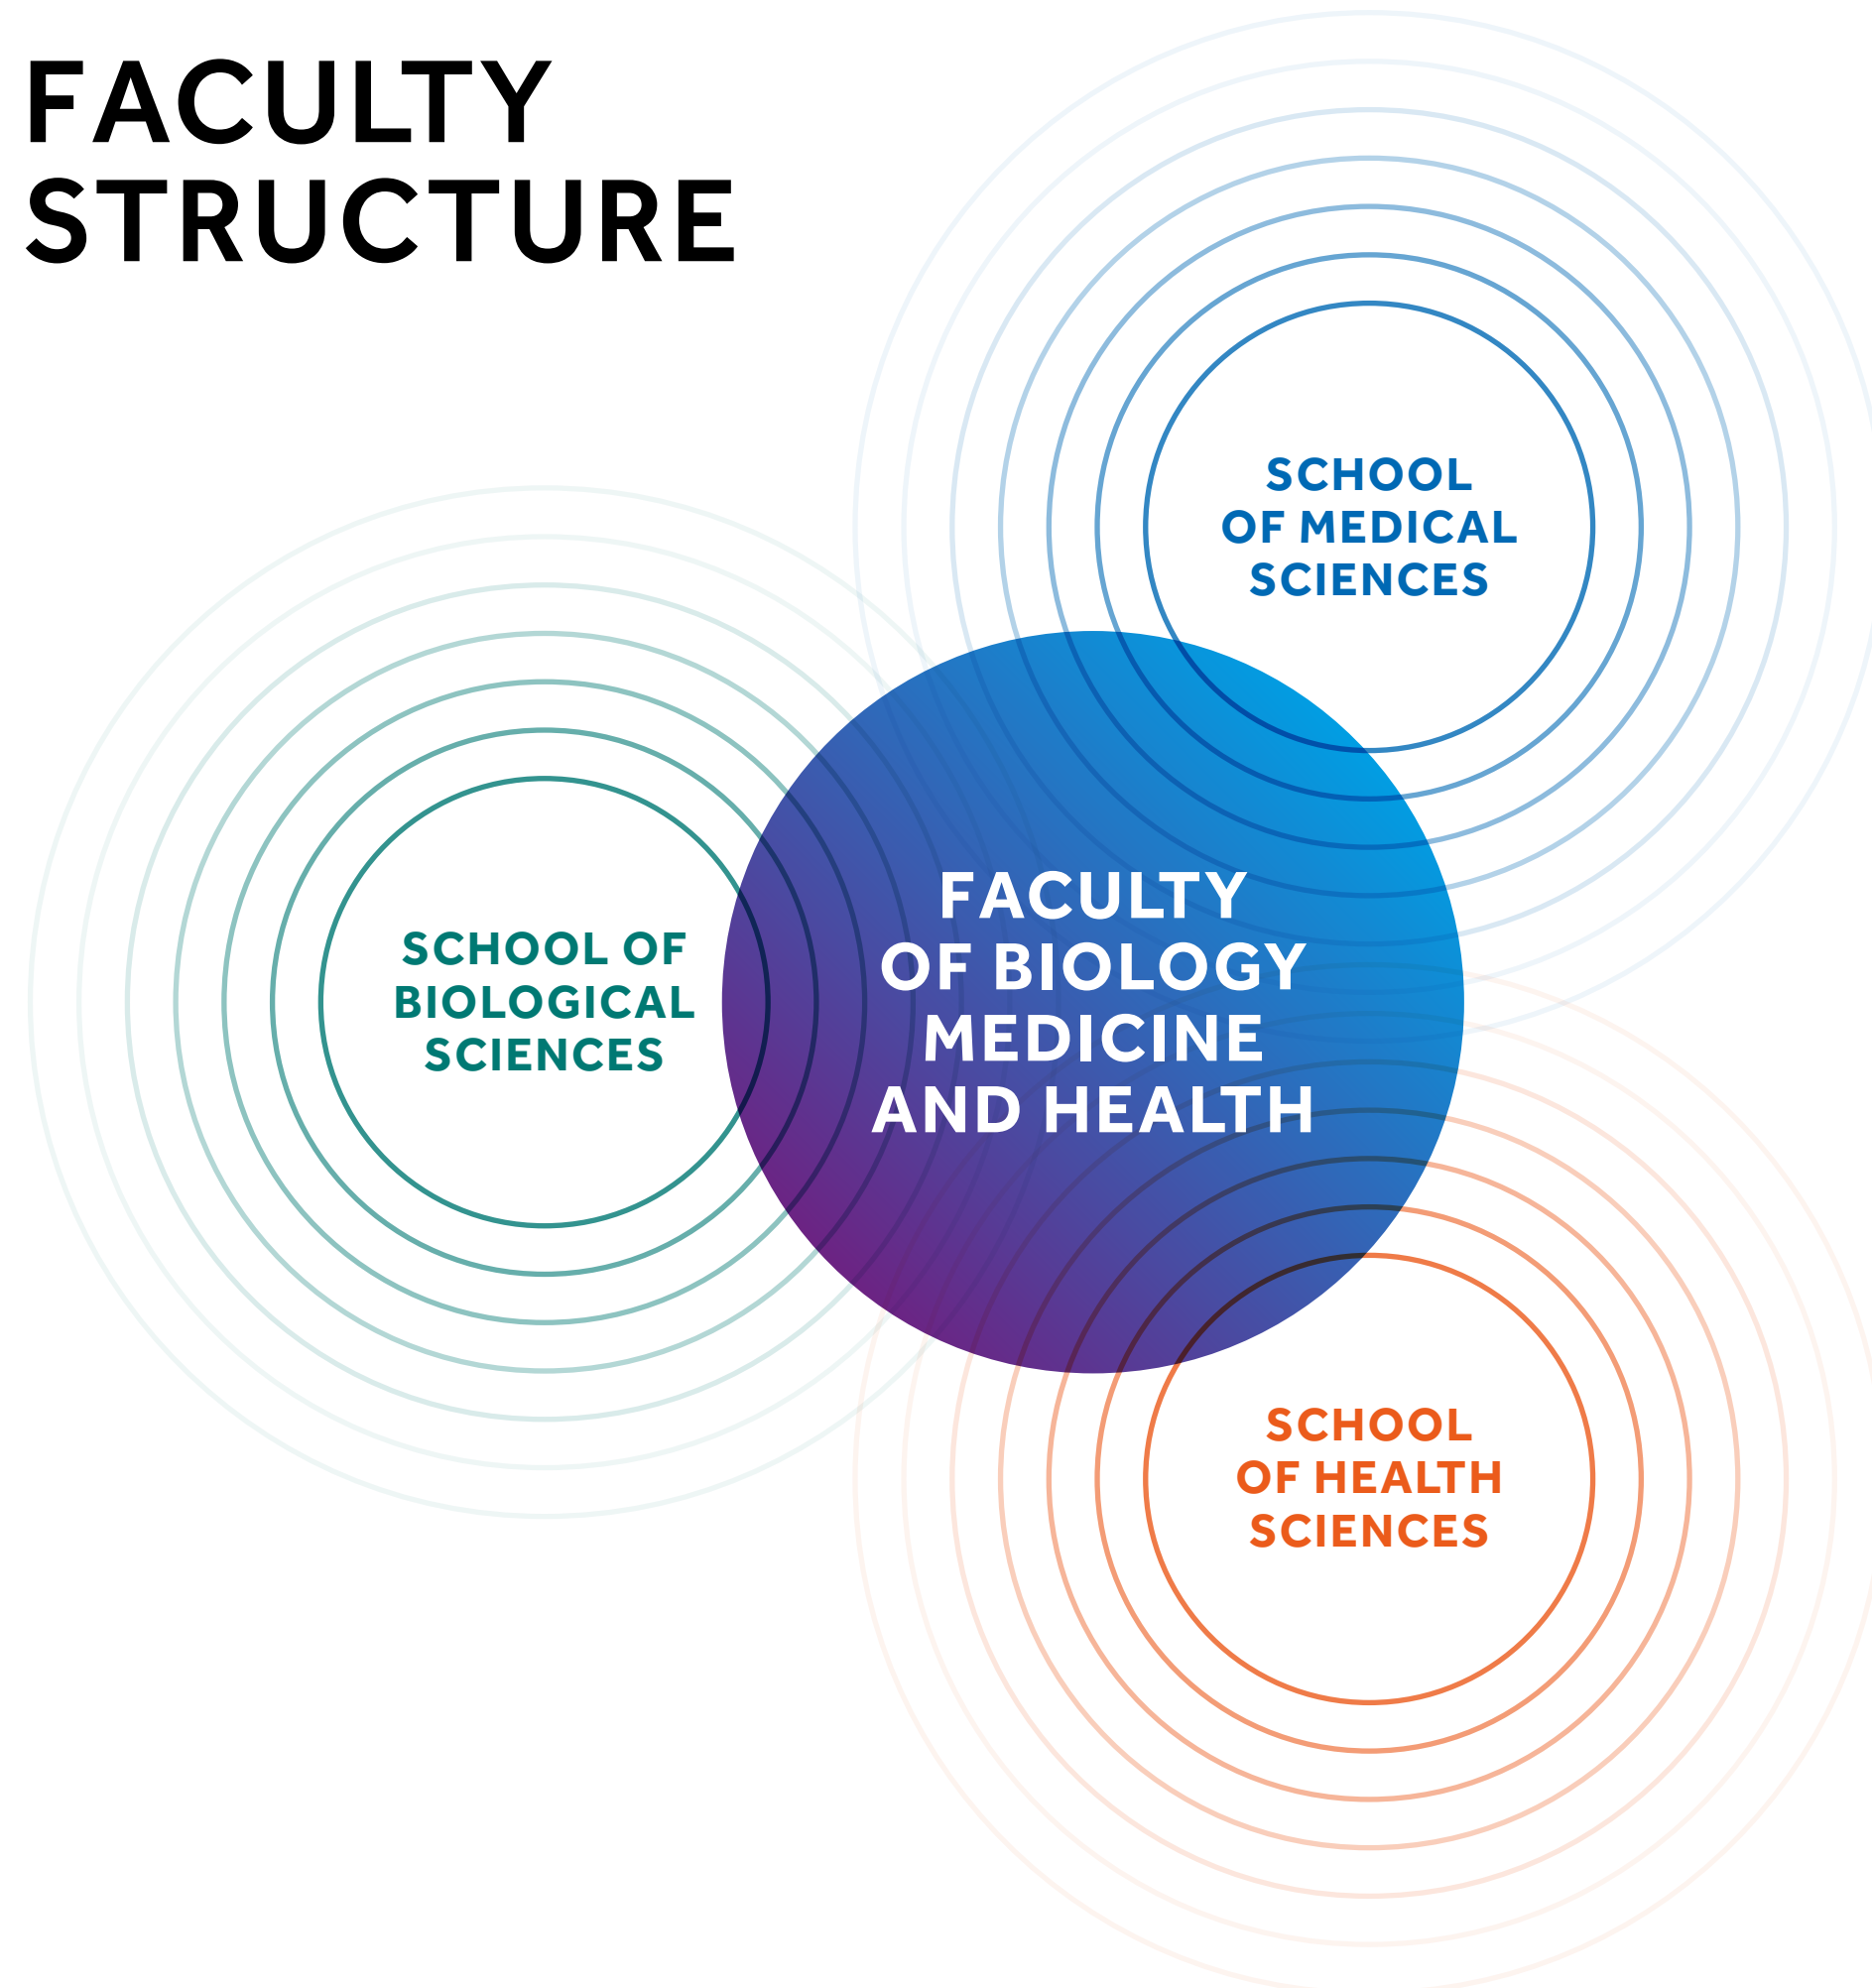 FACULTY
STRUCTURE
SCHOOL
OF MEDICAL
SCIENCES
SCHOOL OF
BIOLOGICAL
SCIENCES
FACULTY
OF BIOLOGY
MEDICINE
AND HEALTH
SCHOOL
OF HEALTH
SCIENCES